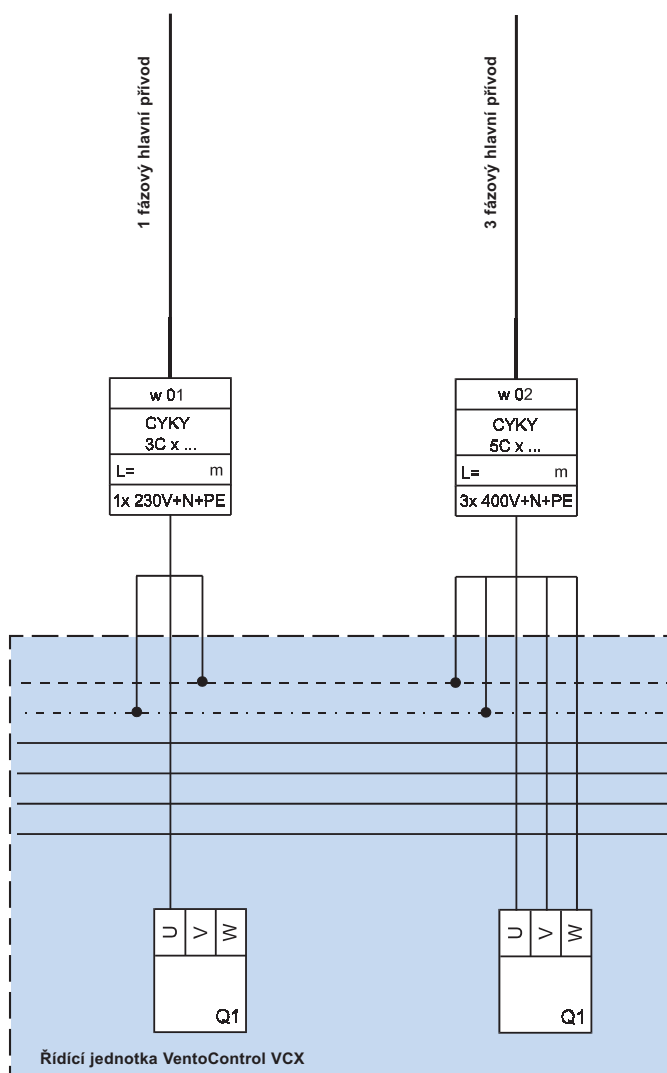 1 fázový hlavní přívod
3 fázový hlavní přívod
w 01
CYKY
3C x ...
L= m
1x 230V+N+PE
w 02
CYKY
5C x ...
L= m
3x 400V+N+PE
U V W
Q1
U V W
Q1
Řídící jednotka VentoControl VCX